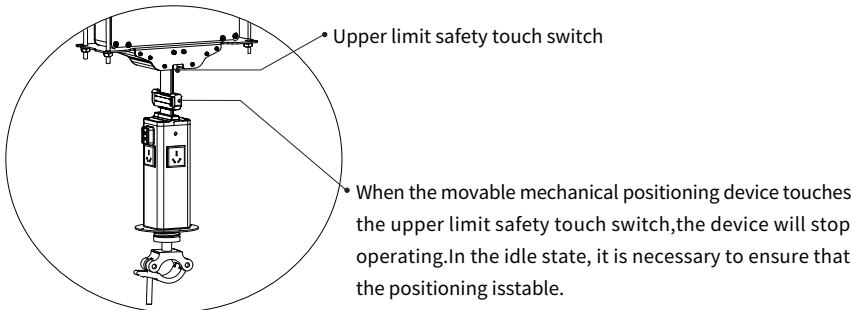 Upper limit safety touch switch
When the movable mechanical positioning device touches
the upper limit safety touch switch,the device will stop
operating.In the idle state, it is necessary to ensure that
the positioning isstable.